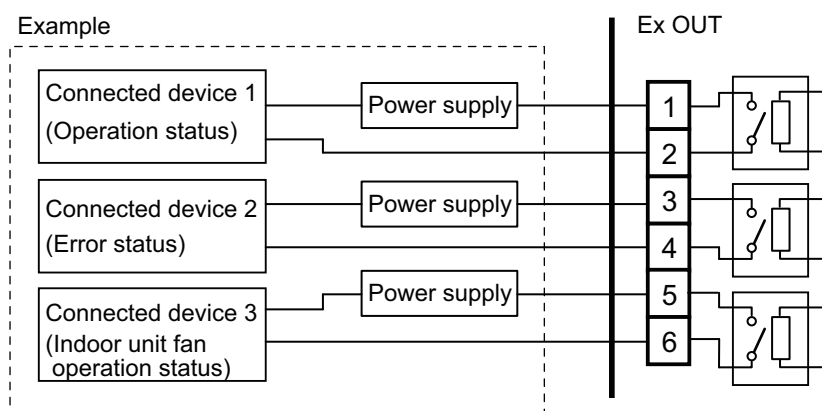 Example
Ex OUT
Connected device 1
(Operation status)
Power supply
1
2
Connected device 2
(Error status)
Power supply
3
4
Connected device 3
(Indoor unit fan
operation status)
Power supply
5
6